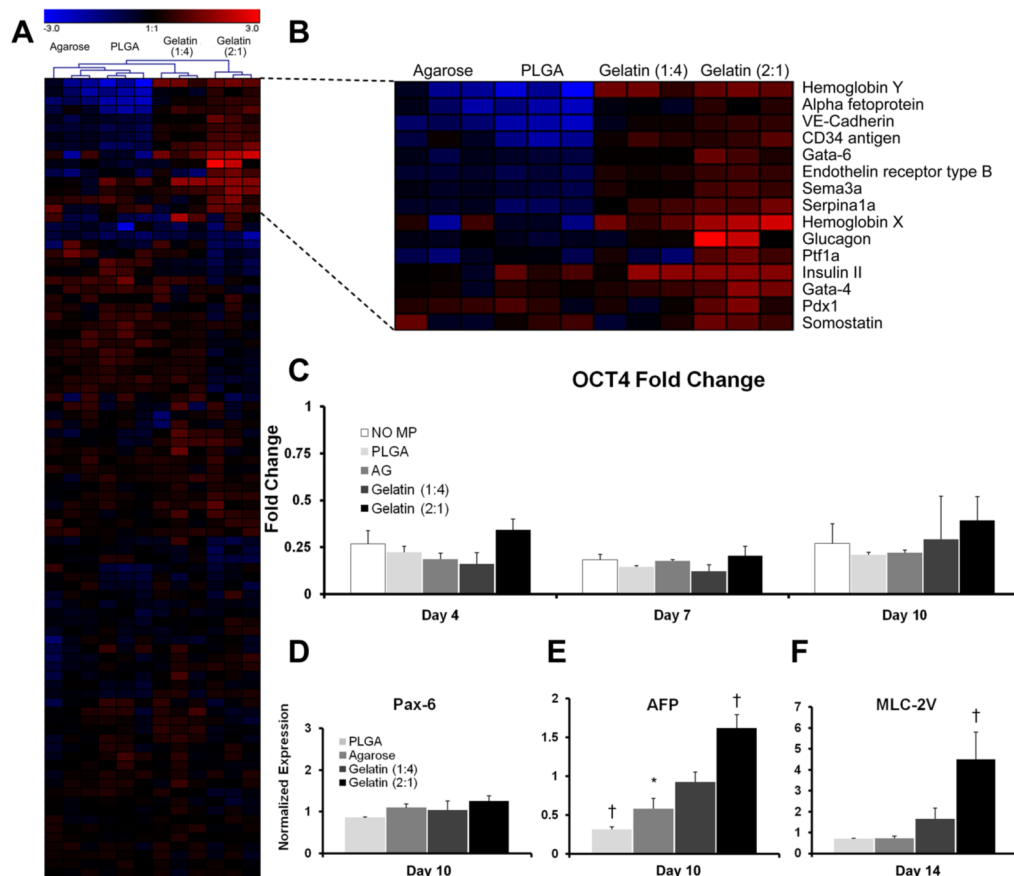 -3.0 1:1 3.0
A
Agarose PLGA Gelatin (1:4) Gelatin (2:1)
B
Agarose PLGA Gelatin (1:4) Gelatin (2:1)
Hemoglobin Y
Alpha fetoprotein
VE-Cadherin
CD34 antigen
Gata-6
Endothelin receptor type B
Sema3a
Serpina1a
Hemoglobin X
Glucagon
Ptf1a
Insulin II
Gata-4
Pdx1
Somostatin
C
OCT4 Fold Change
Fold Change
1
0.75
0.5
0.25
0
NO MP
PLGA
AG
Gelatin (1:4)
Gelatin (2:1)
Day 4 Day 7 Day 10
D
Pax-6
Normalized Expression
3
2
1
0
PLGA
Agarose
Gelatin (1:4)
Gelatin (2:1)
Day 10
E
AFP
2
1.5
1
0.5
0
†
*
†
Day 10
F
MLC-2V
7
6
5
4
3
2
1
0
†
Day 14